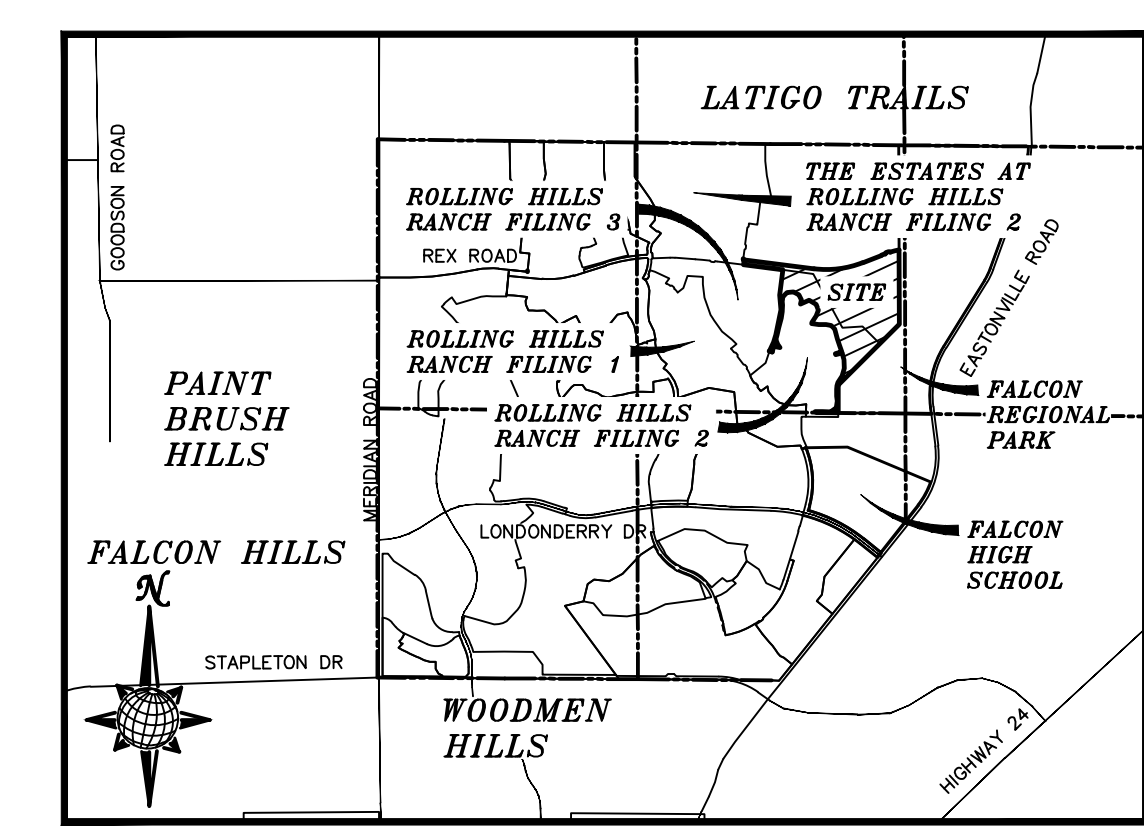 LATIGO TRAILS
GOODSON ROAD
THE ESTATES AT
ROLLING HILLS
RANCH FILING 2
ROLLING HILLS
RANCH FILING 3
REX ROAD
EASTONVILLE ROAD
SITE
ROLLING HILLS
RANCH FILING 1
PAINT
BRUSH
HILLS
MERIDIAN ROAD
FALCON
REGIONAL
PARK
ROLLING HILLS
RANCH FILING 2
LONDONDERRY DR
FALCON
HIGH
SCHOOL
FALCON HILLS
N
STAPLETON DR
WOODMEN
HILLS
HIGHWAY 24